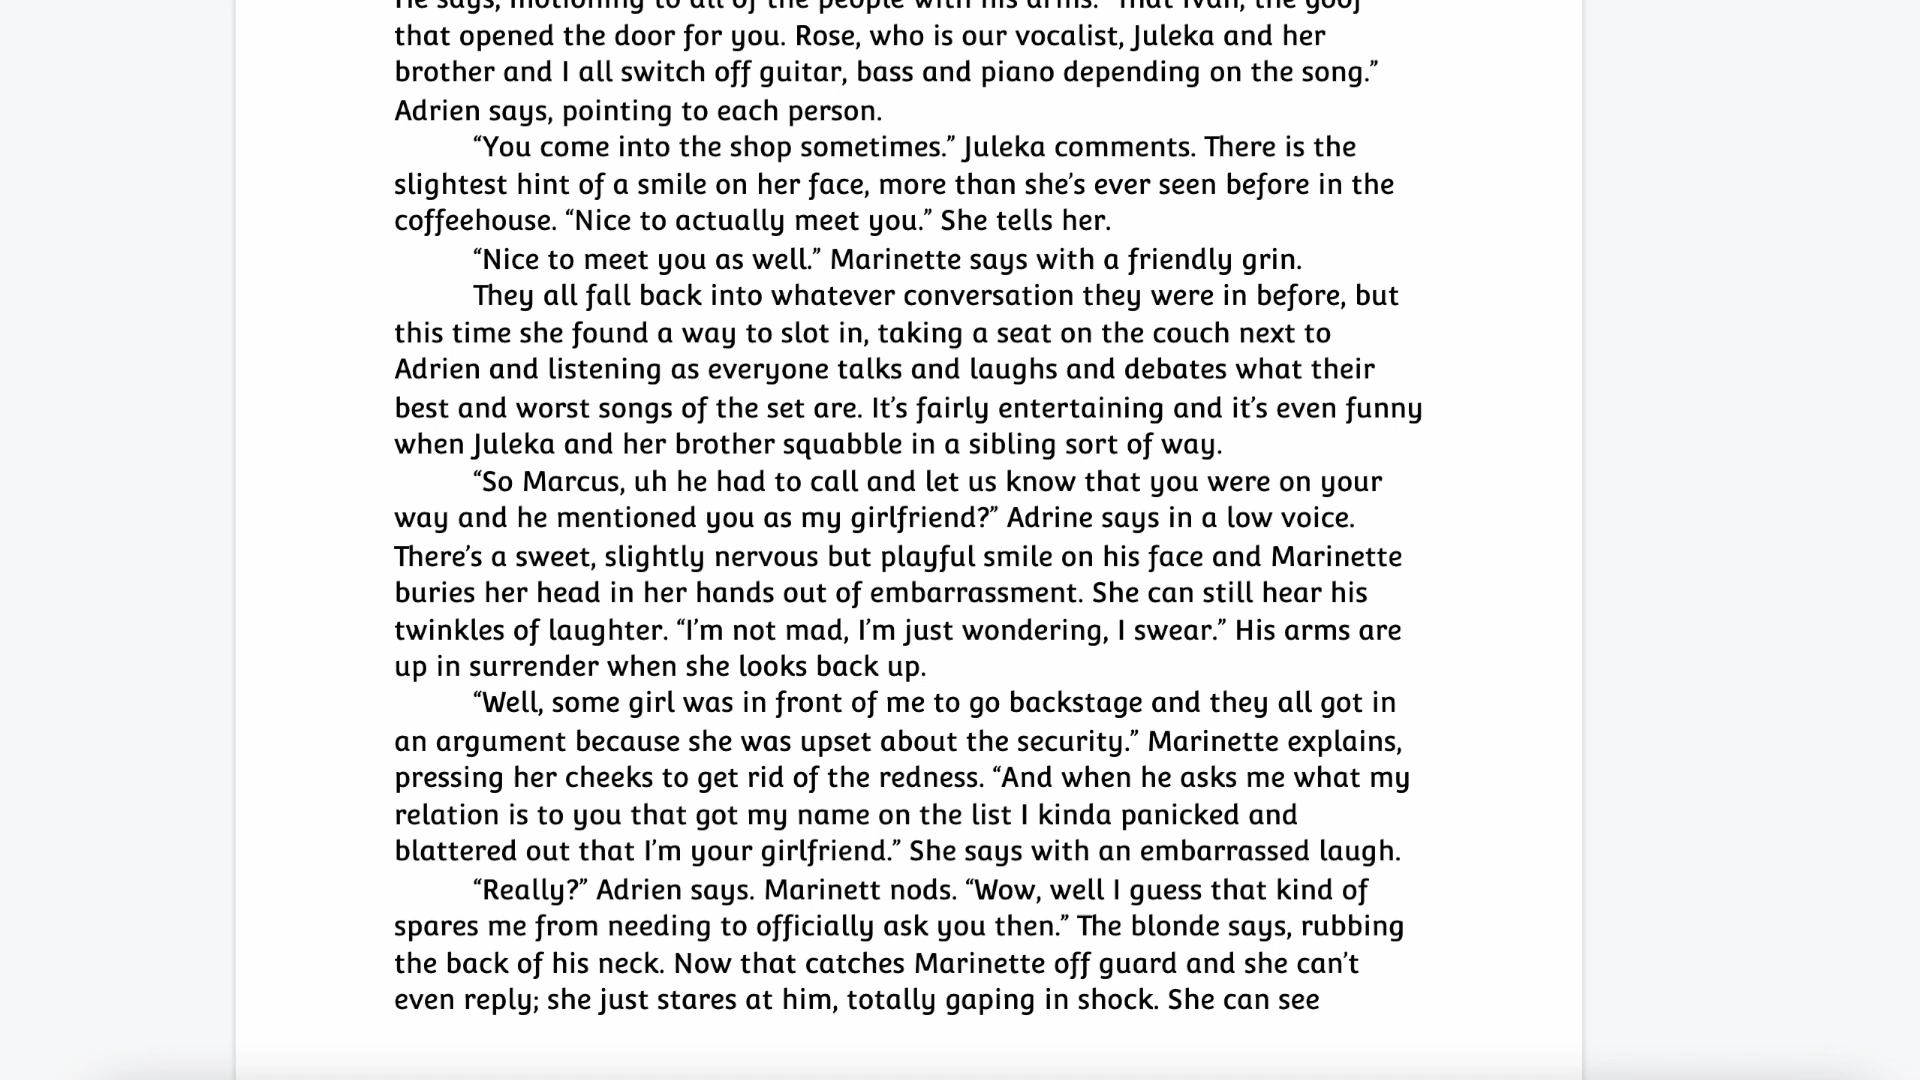 He says, motioning to all of the people with his arms. “That Ivan, the goof
that opened the door for you. Rose, who is our vocalist, Juleka and her
brother and I all switch off guitar, bass and piano depending on the song.”
Adrien says, pointing to each person.
“You come into the shop sometimes.” Juleka comments. There is the
slightest hint of a smile on her face, more than she’s ever seen before in the
coffeehouse. “Nice to actually meet you.” She tells her.
“Nice to meet you as well.” Marinette says with a friendly grin.
They all fall back into whatever conversation they were in before, but
this time she found a way to slot in, taking a seat on the couch next to
Adrien and listening as everyone talks and laughs and debates what their
best and worst songs of the set are. It’s fairly entertaining and it’s even funny
when Juleka and her brother squabble in a sibling sort of way.
“So Marcus, uh he had to call and let us know that you were on your
way and he mentioned you as my girlfriend?” Adrine says in a low voice.
There’s a sweet, slightly nervous but playful smile on his face and Marinette
buries her head in her hands out of embarrassment. She can still hear his
twinkles of laughter. “I’m not mad, I’m just wondering, I swear.” His arms are
up in surrender when she looks back up.
“Well, some girl was in front of me to go backstage and they all got in
an argument because she was upset about the security.” Marinette explains,
pressing her cheeks to get rid of the redness. “And when he asks me what my
relation is to you that got my name on the list I kinda panicked and
blattered out that I’m your girlfriend.” She says with an embarrassed laugh.
“Really?” Adrien says. Marinett nods. “Wow, well I guess that kind of
spares me from needing to officially ask you then.” The blonde says, rubbing
the back of his neck. Now that catches Marinette off guard and she can’t
even reply; she just stares at him, totally gaping in shock. She can see